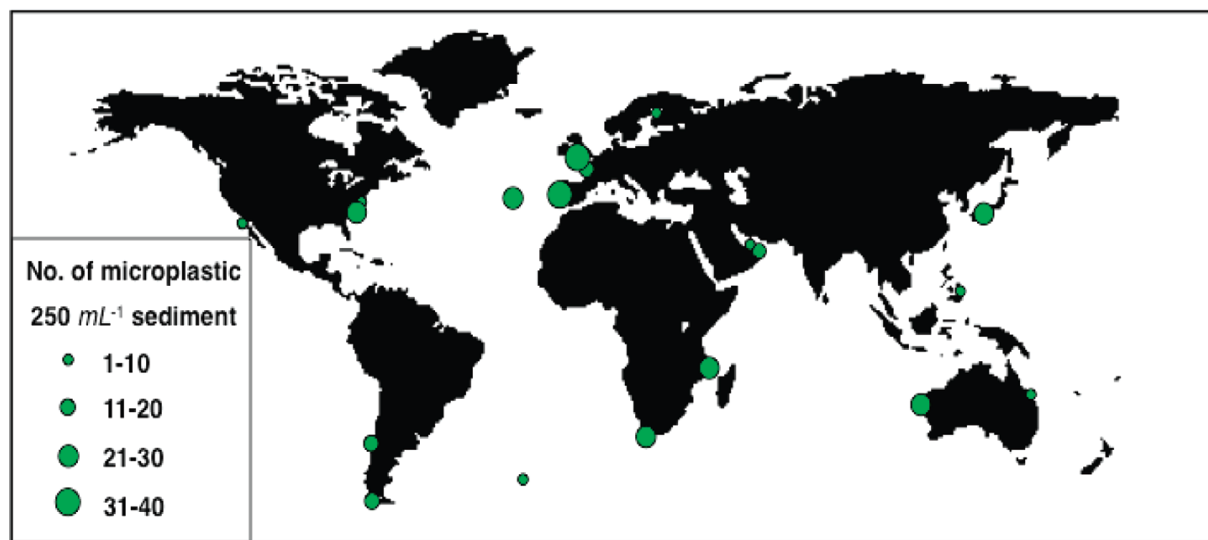 No. of microplastic
250 mL⁻¹ sediment
1-10
11-20
21-30
31-40